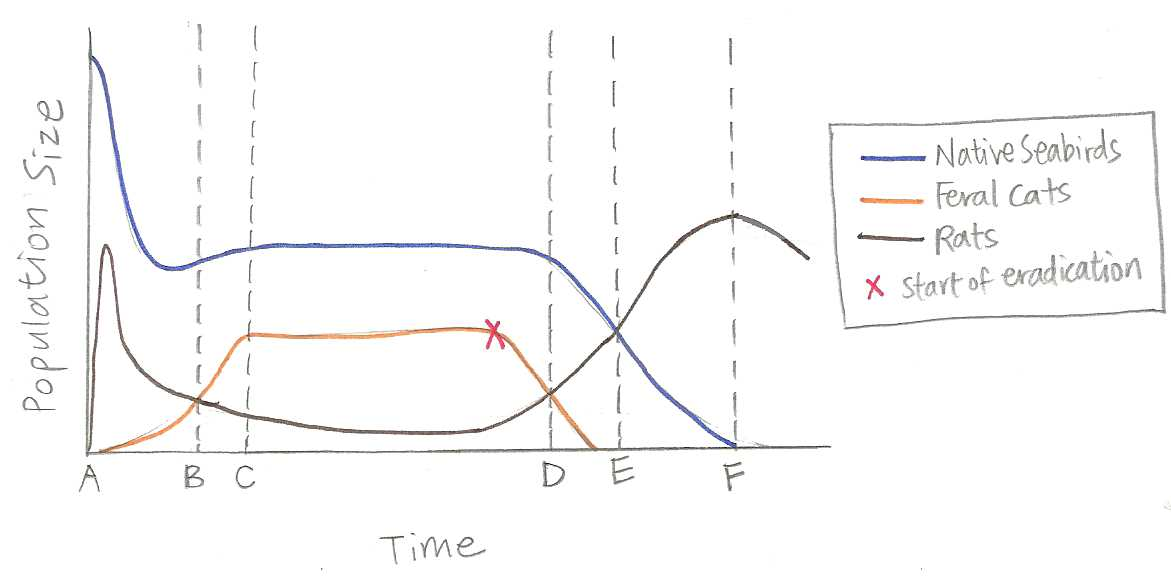 Population Size
Native Seabirds
Feral Cats
Rats
x start of eradication
A B C D E F
Time